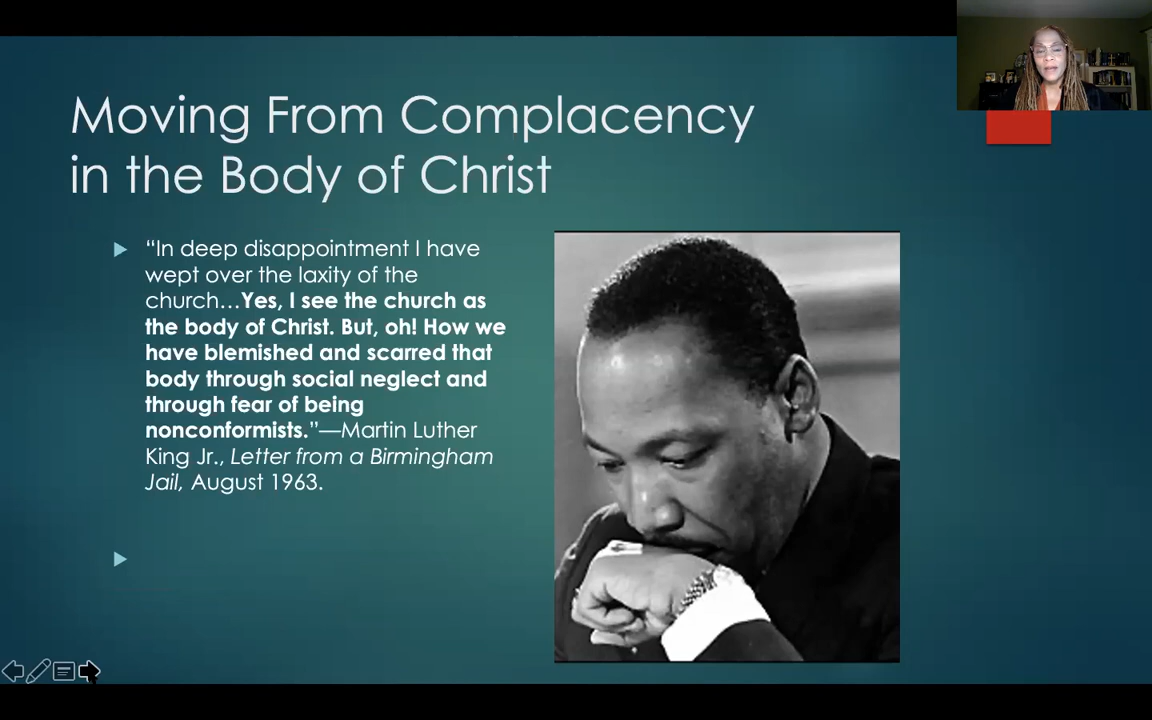 Moving From Complacency
in the Body of Christ
“In deep disappointment I have
wept over the laxity of the
church…Yes, I see the church as
the body of Christ. But, oh! How we
have blemished and scarred that
body through social neglect and
through fear of being
nonconformists.”—Martin Luther
King Jr., Letter from a Birmingham
Jail, August 1963.